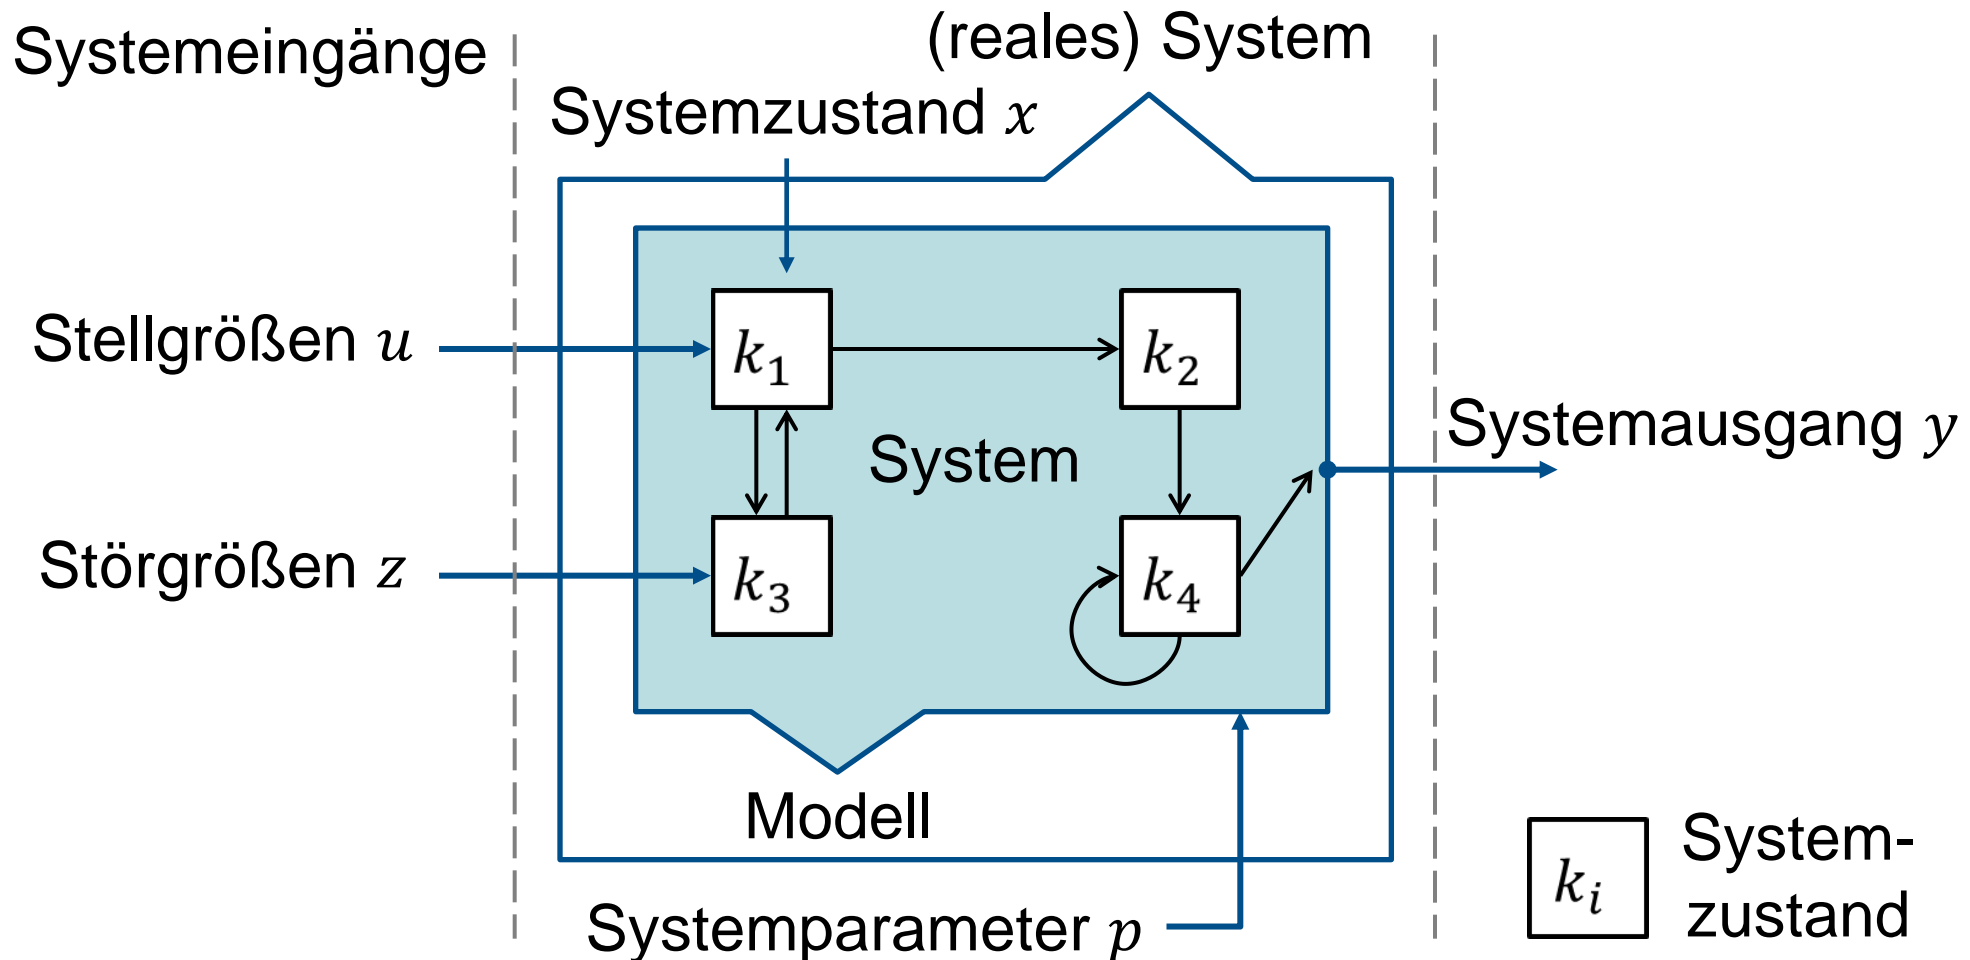 Systemeingänge
(reales) System
Systemzustand x
Stellgrößen u
k₁
k₂
System
Systemausgang y
Störgrößen z
k₃
k₄
Modell
Systemparameter p
kᵢ
System-
zustand